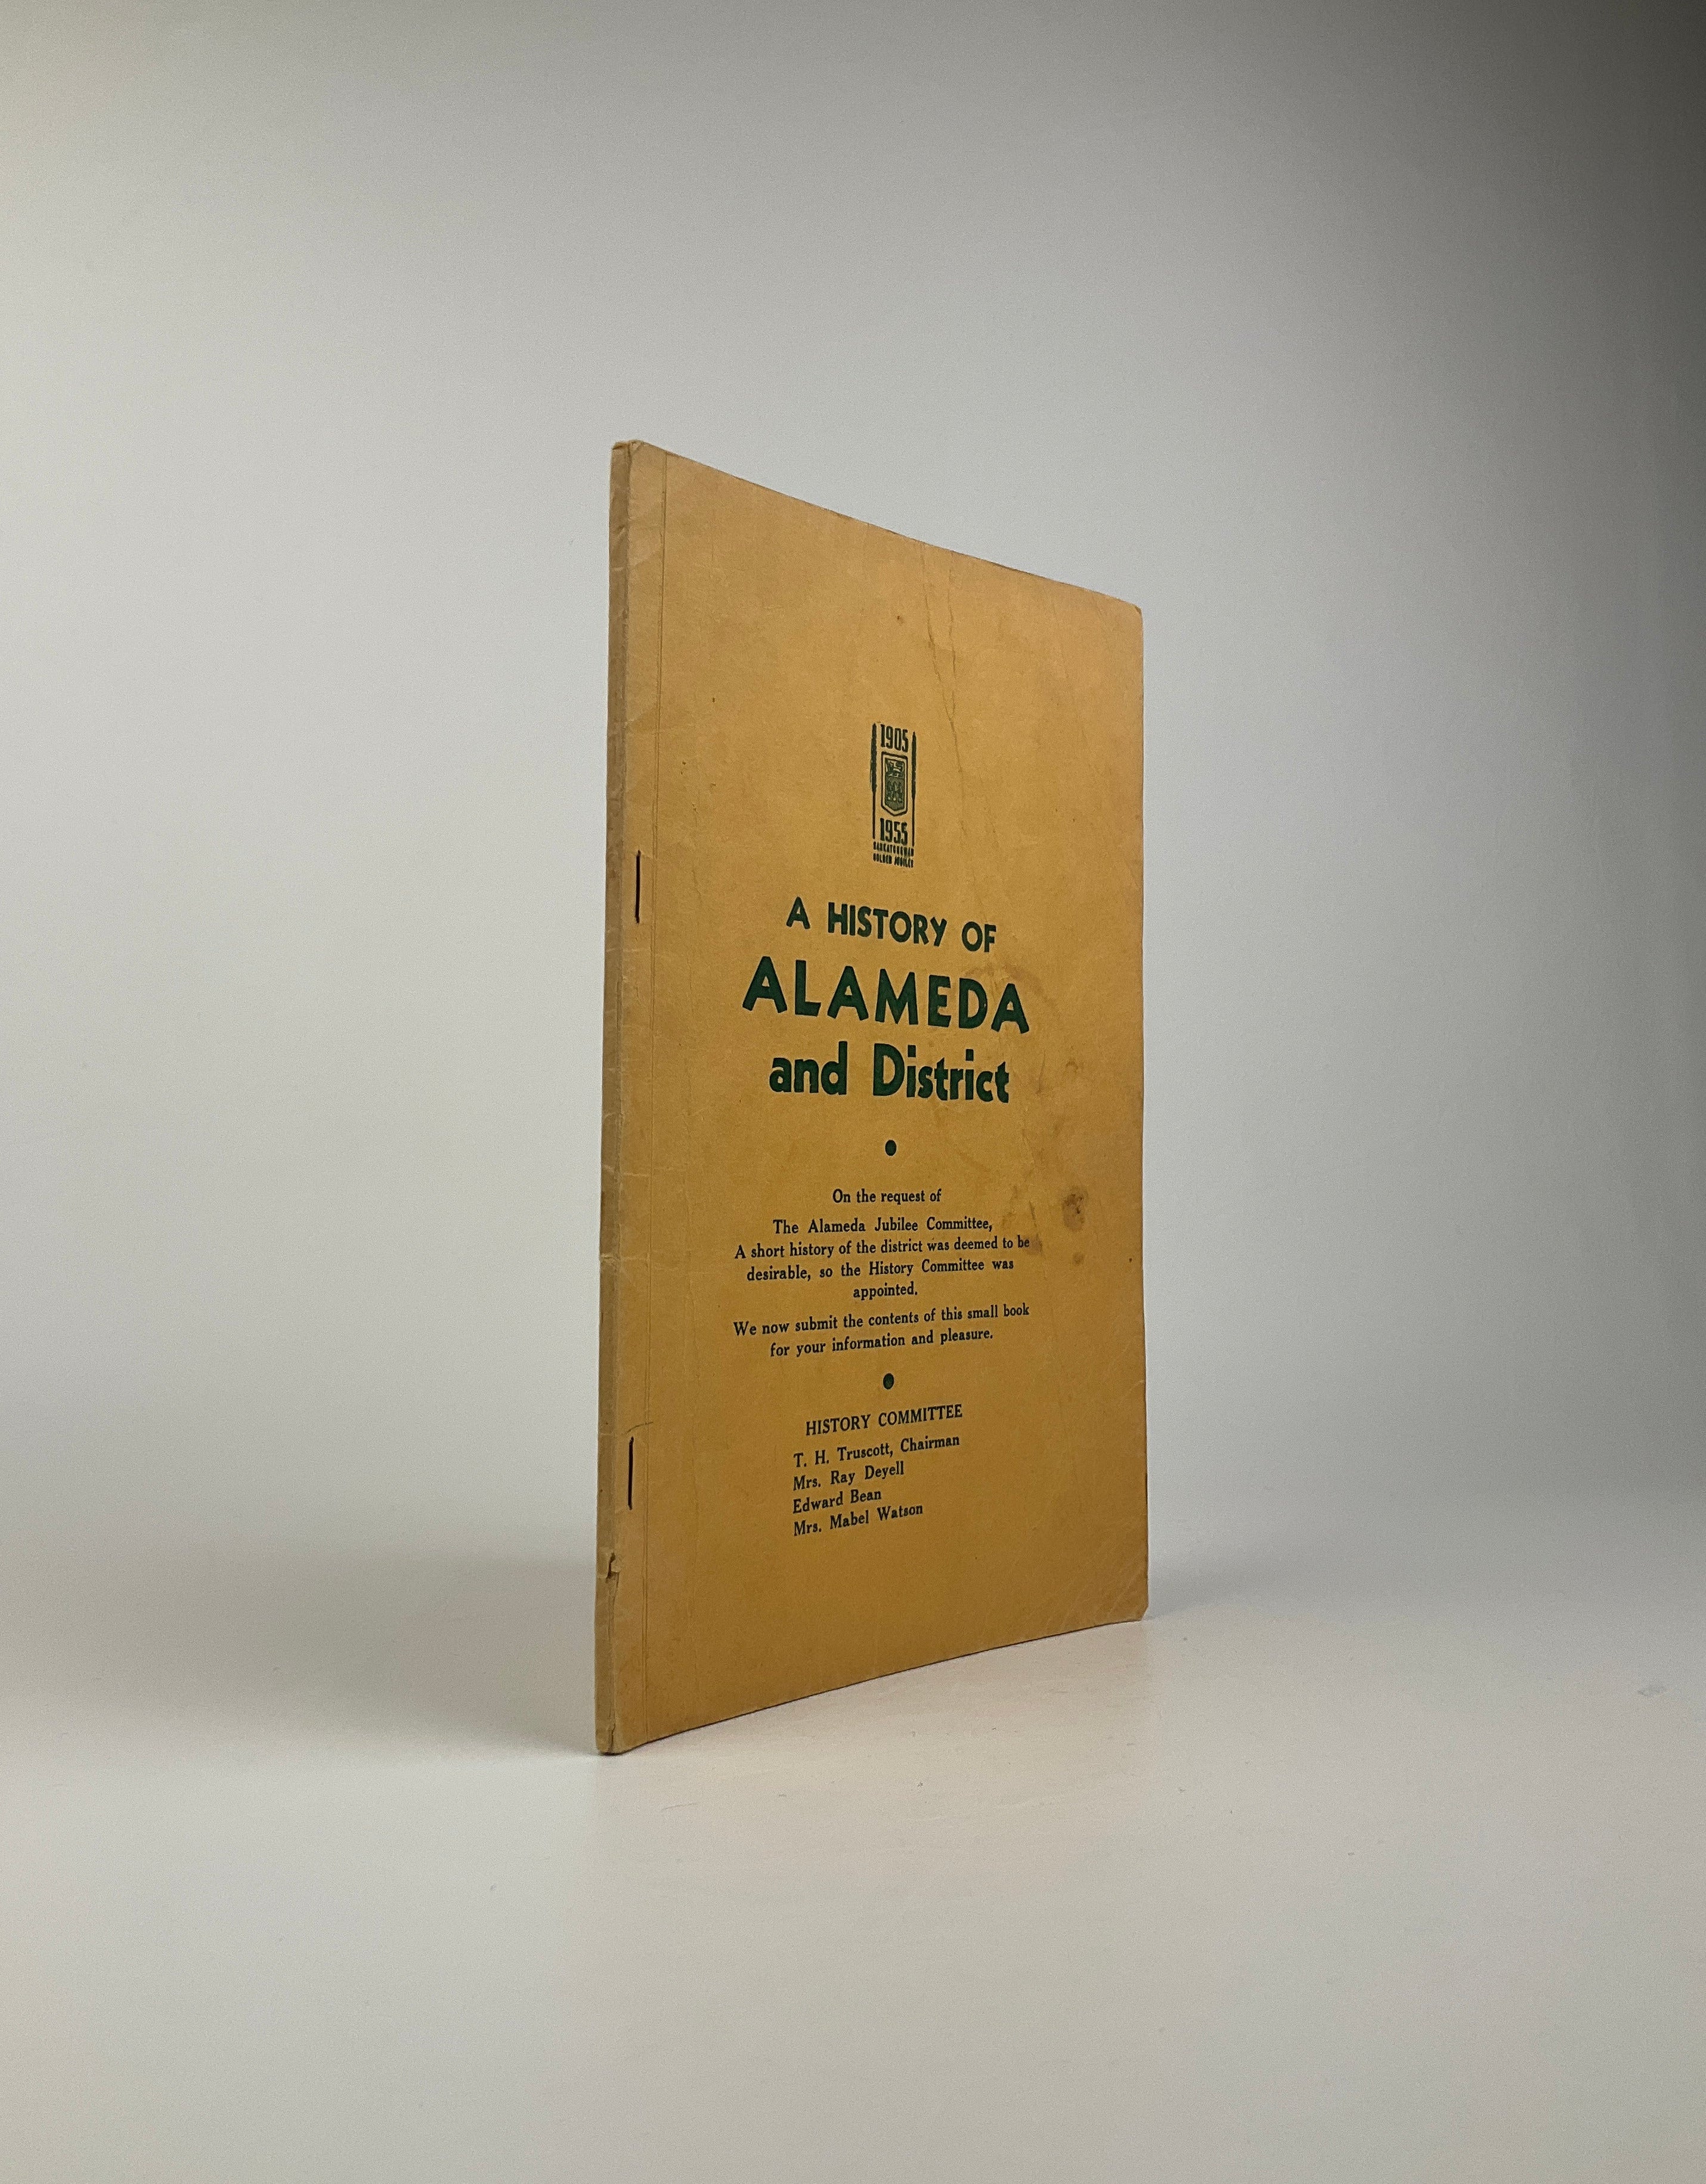 1905
1955
SASKATCHEWAN
GOLDEN JUBILEE
A HISTORY OF
ALAMEDA
and District
On the request of
The Alameda Jubilee Committee,
A short history of the district was deemed to be
desirable, so the History Committee was
appointed.
We now submit the contents of this small book
for your information and pleasure.
HISTORY COMMITTEE
T. H. Truscott, Chairman
Mrs. Ray Deyell
Edward Bean
Mrs. Mabel Watson